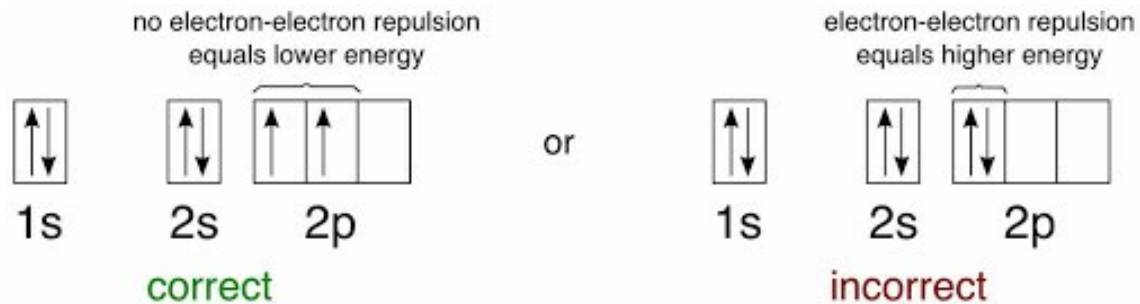 no electron-electron repulsion
equals lower energy
1s
2s
2p
correct
or
electron-electron repulsion
equals higher energy
1s
2s
2p
incorrect